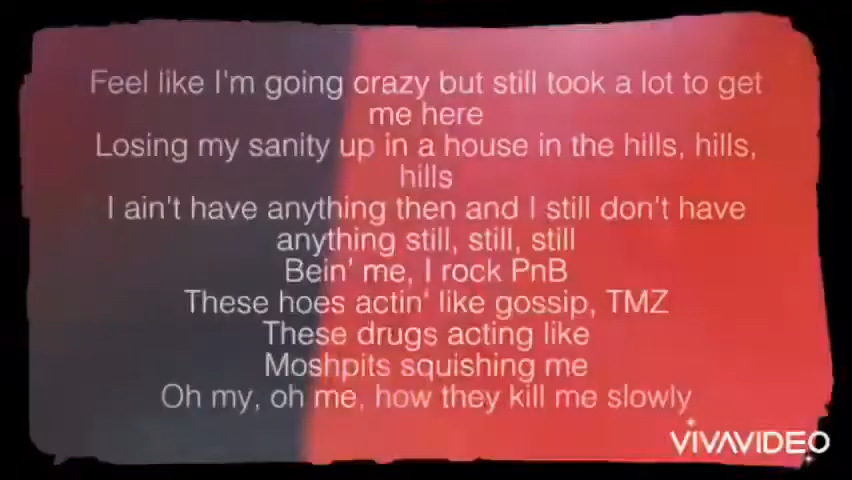 Feel like I'm going crazy but still took a lot to get
me here
Losing my sanity up in a house in the hills, hills,
hills
I ain't have anything then and I still don't have
anything still, still, still
Bein' me, I rock PnB
These hoes actin' like gossip, TMZ
These drugs acting like
Moshpits squishing me
Oh my, oh me, how they kill me slowly
VIVAVIDEO